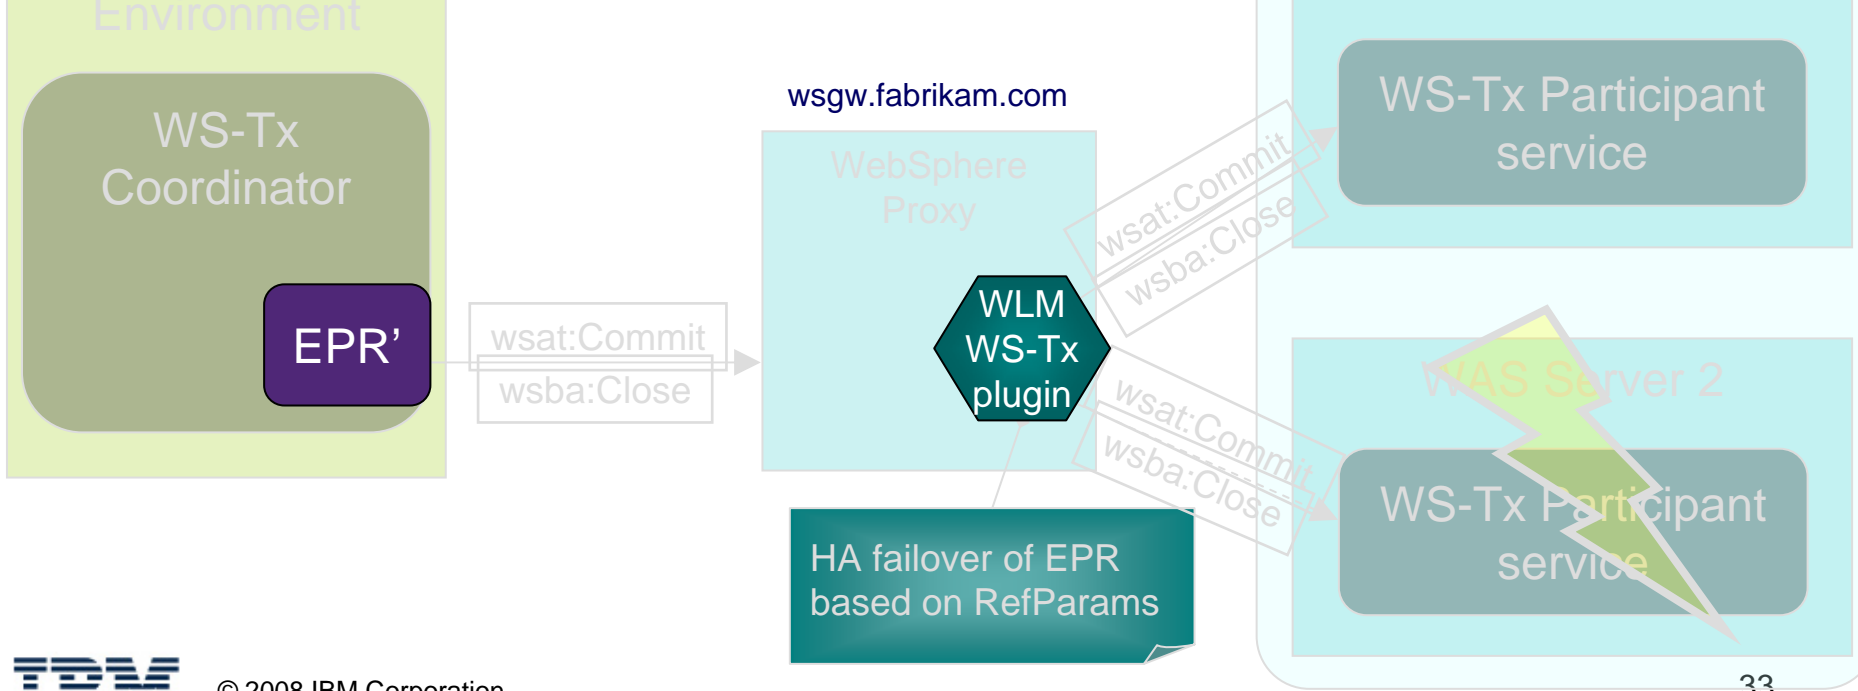 Environment
wsgw.fabrikam.com
WS-Tx
Coordinator
EPR’
wsat:Commit
wsba:Close
WebSphere
Proxy
WLM
WS-Tx
plugin
wsat:Commit
wsba:Close
wsat:Commit
wsba:Close
WS-Tx Participant
service
WAS Server 2
WS-Tx Participant
service
HA failover of EPR
based on RefParams
IBM
© 2008 IBM Corporation
33